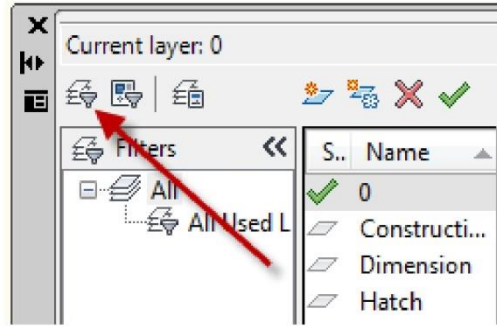 Current layer: 0
Filters
S.. Name
All
0
All Used L
Constructi...
Dimension
Hatch